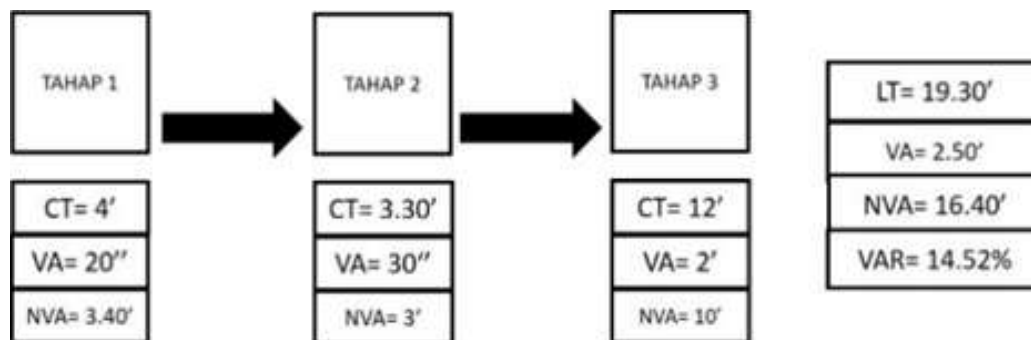 TAHAP 1
CT= 4’
VA= 20’’
NVA= 3.40’
TAHAP 2
CT= 3.30’
VA= 30’’
NVA= 3’
TAHAP 3
CT= 12’
VA= 2’
NVA= 10’
LT= 19.30’
VA= 2.50’
NVA= 16.40’
VAR= 14.52%